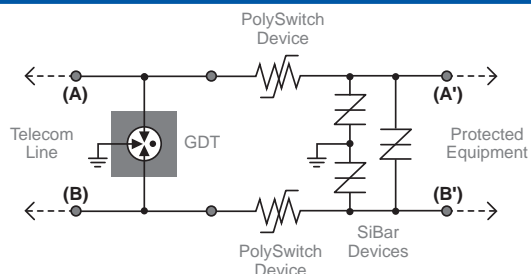 PolySwitch
Device
(A)
(A')
Telecom
Line
GDT
Protected
Equipment
(B)
(B')
SiBar
Devices
PolySwitch
Device